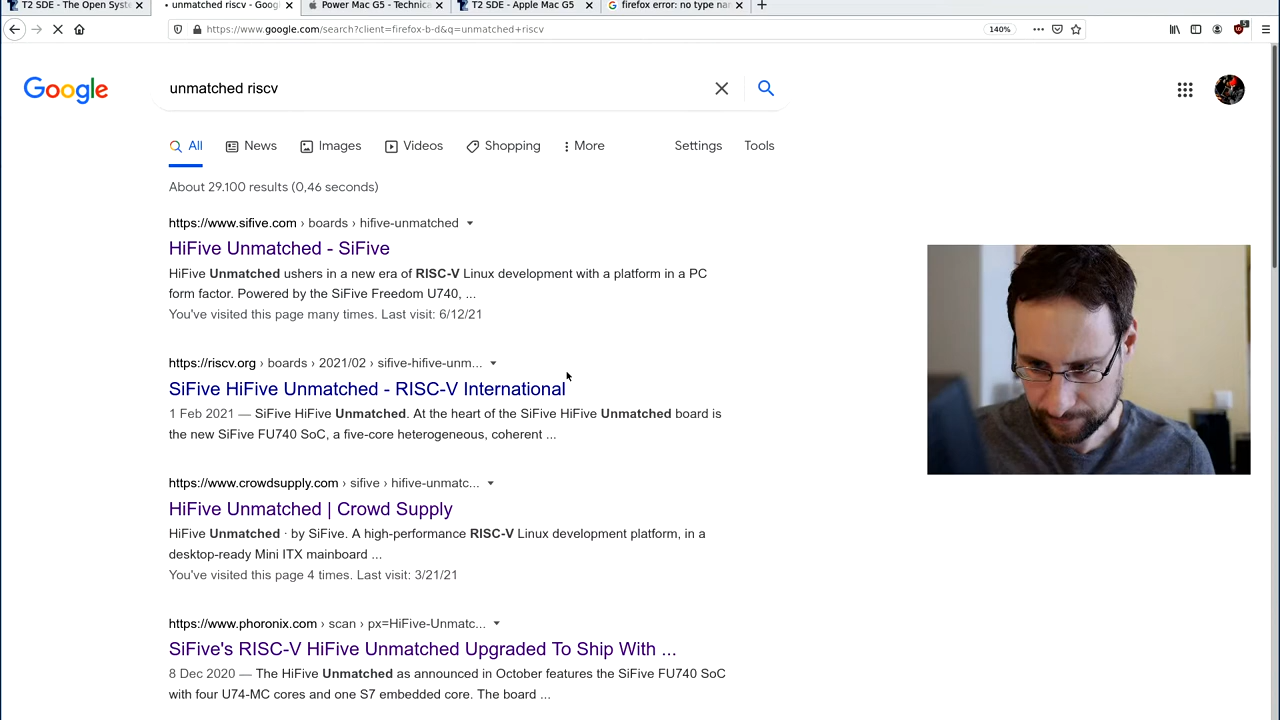 T2 SDE - The Open Syst
unmatched riscv - Googl
Power Mac G5 - Technica
T2 SDE - Apple Mac G5
firefox error: no type nam
https://www.google.com/search?client=firefox-b-d&q=unmatched+riscv
140%
5
Google
unmatched riscv
All
News
Images
Videos
Shopping
More
Settings
Tools
About 29.100 results (0,46 seconds)
https://www.sifive.com › boards › hifive-unmatched
HiFive Unmatched - SiFive
HiFive Unmatched ushers in a new era of RISC-V Linux development with a platform in a PC
form factor. Powered by the SiFive Freedom U740, ...
You've visited this page many times. Last visit: 6/12/21
https://riscv.org › boards › 2021/02 › sifive-hifive-unm...
SiFive HiFive Unmatched - RISC-V International
1 Feb 2021 — SiFive HiFive Unmatched. At the heart of the SiFive HiFive Unmatched board is
the new SiFive FU740 SoC, a five-core heterogeneous, coherent ...
https://www.crowdsupply.com › sifive › hifive-unmatc...
HiFive Unmatched | Crowd Supply
HiFive Unmatched · by SiFive. A high-performance RISC-V Linux development platform, in a
desktop-ready Mini ITX mainboard ...
You've visited this page 4 times. Last visit: 3/21/21
https://www.phoronix.com › scan › px=HiFive-Unmatc...
SiFive's RISC-V HiFive Unmatched Upgraded To Ship With ...
8 Dec 2020 — The HiFive Unmatched as announced in October features the SiFive FU740 SoC
with four U74-MC cores and one S7 embedded core. The board ...